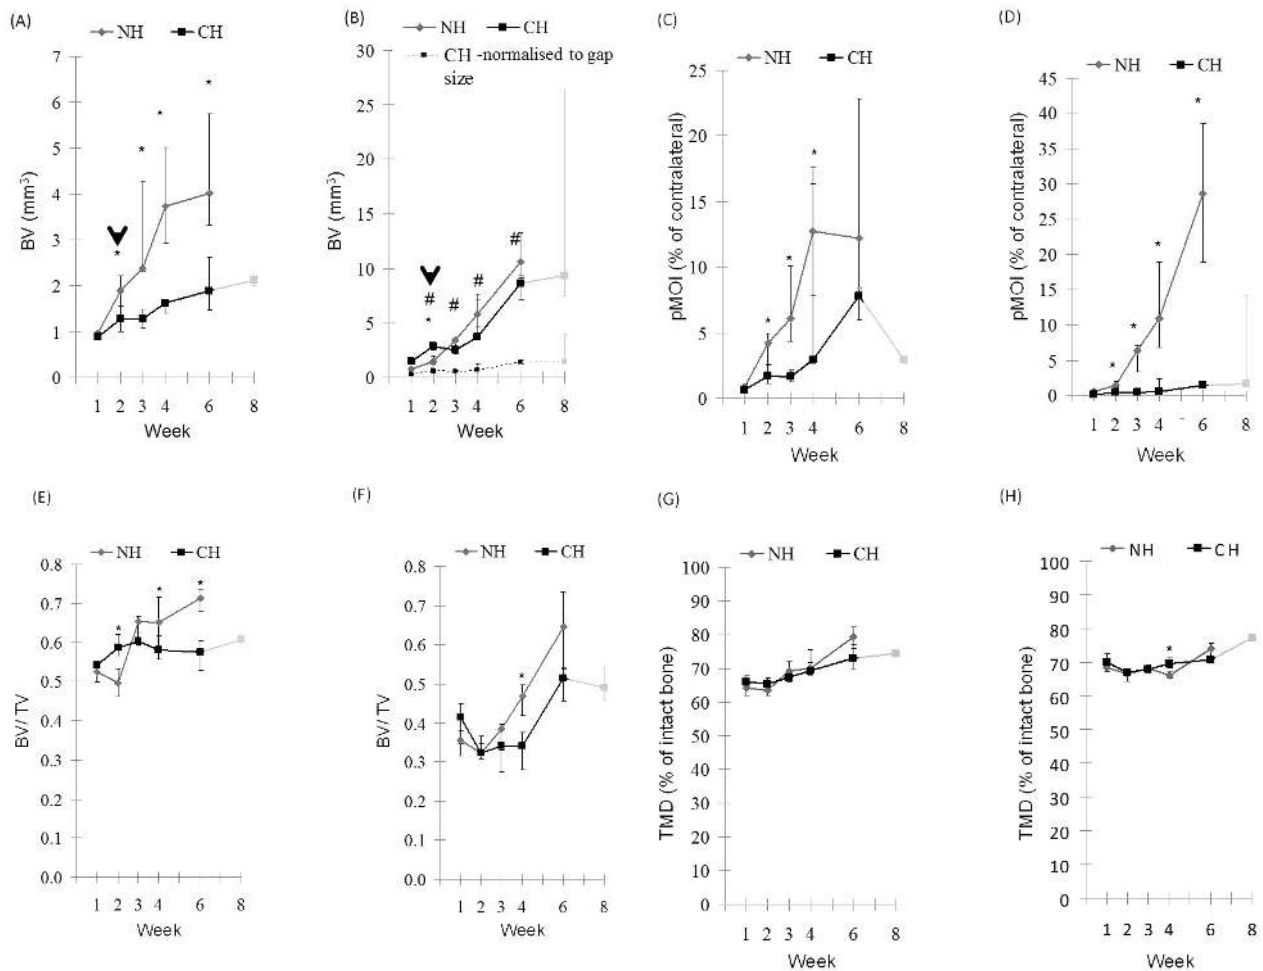 (A)
NH CH
7
6
5
4
3
2
1
0
BV (mm³)
*
*
*
*
1 2 3 4 6 8
Week
(B)
NH CH
CH -normalised to gap
size
30
25
20
15
10
5
0
BV (mm³)
#
#
#
#
*
1 2 3 4 6 8
Week
(C)
NH CH
25
20
15
10
5
0
pMOI (% of contralateral)
*
*
*
1 2 3 4 6 8
Week
(D)
NH CH
45
40
35
30
25
20
15
10
5
0
pMOI (% of contralateral)
*
*
*
*
1 2 3 4 6 8
Week
(E)
NH CH
0.8
0.7
0.6
0.5
0.4
0.3
0.2
0.1
0.0
BV/ TV
*
* *
1 2 3 4 6 8
Week
(F)
NH CH
0.8
0.7
0.6
0.5
0.4
0.3
0.2
0.1
0.0
BV/ TV
*
1 2 3 4 6 8
Week
(G)
NH CH
100
90
80
70
60
50
40
30
20
10
0
TMD (% of intact bone)
1 2 3 4 6 8
Week
(H)
NH CH
100
90
80
70
60
50
40
30
20
10
0
TMD (% of intact bone)
*
1 2 3 4 6 8
Week